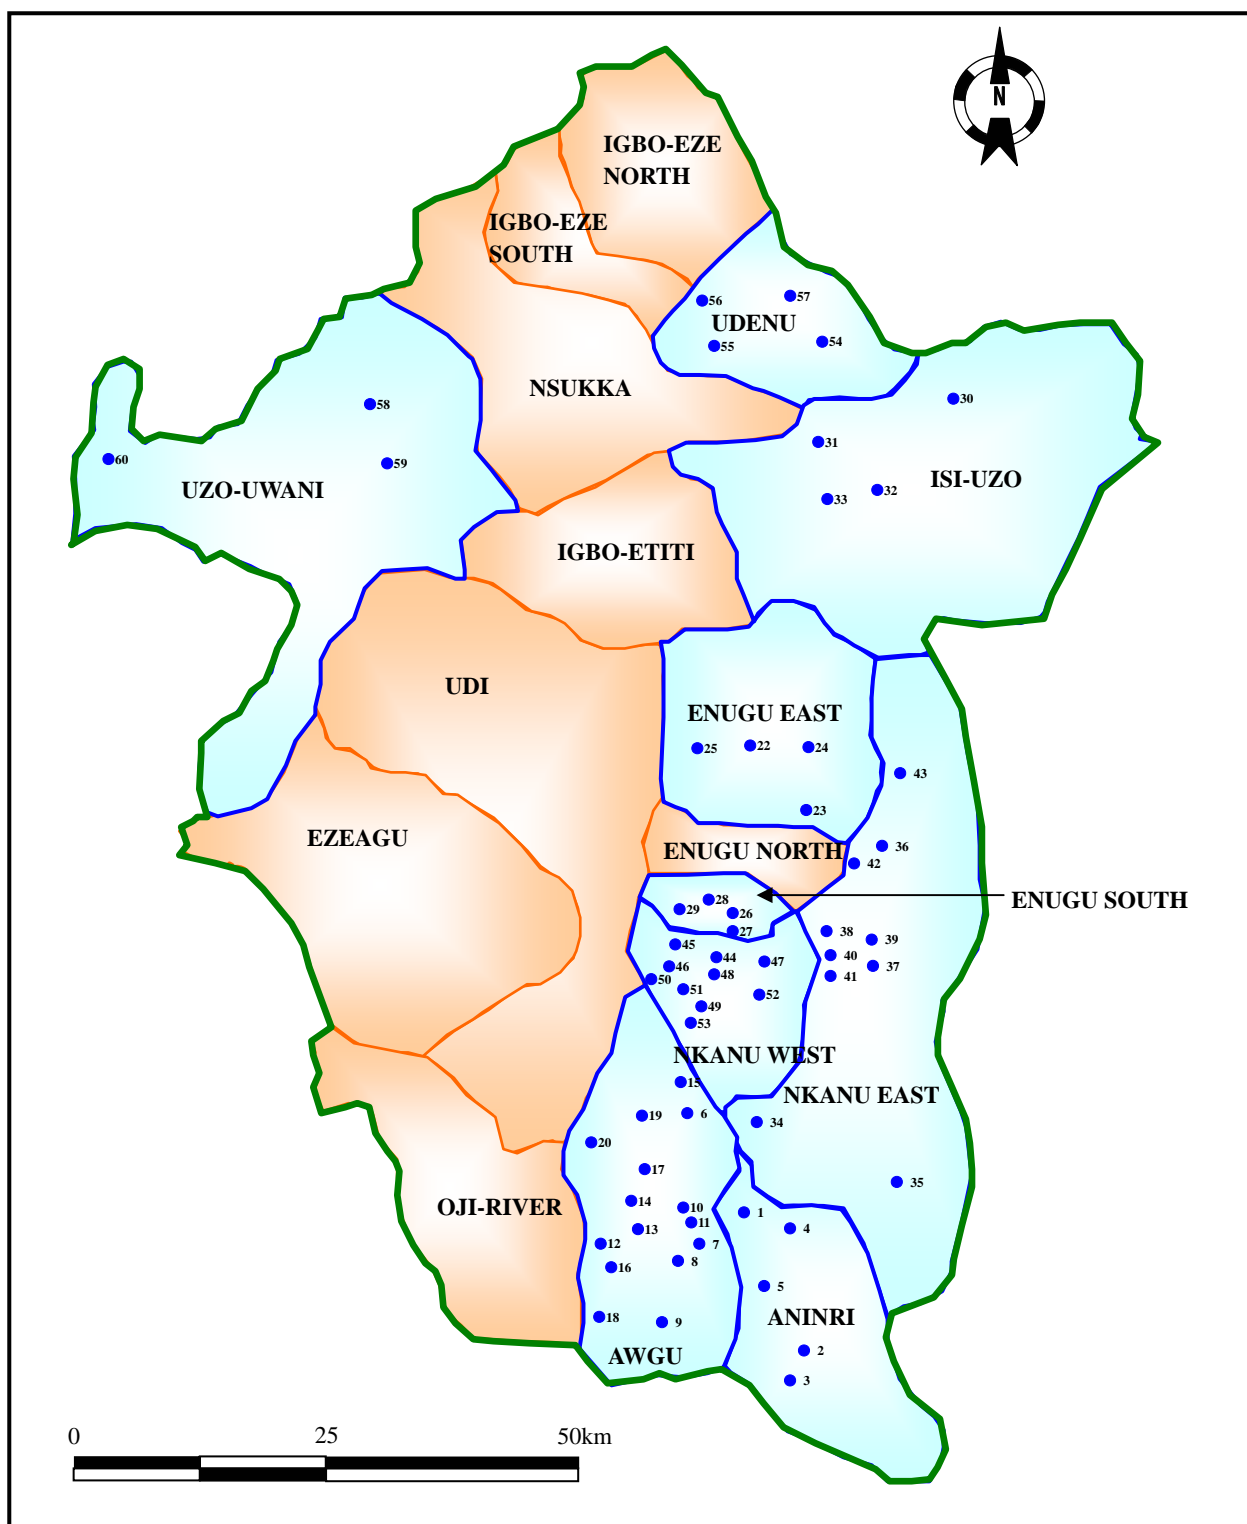 N
IGBO-EZE
NORTH
IGBO-EZE
SOUTH
56
57
UDENU
55
54
NSUKKA
58
30
31
60
59
UZO-UWANI
ISI-UZO
33
32
IGBO-ETITI
UDI
ENUGU EAST
25
22
24
43
23
EZEAGU
ENUGU NORTH
36
42
28
29
26
ENUGU SOUTH
27
38
39
45
44
47
40
46
48
37
50
41
51
52
49
53
NKANU WEST
15
NKANU EAST
19
6
34
20
17
35
14
OJI-RIVER
10
1
11
13
4
12
7
8
16
5
18
9
ANINRI
2
AWGU
3
0
25
50km